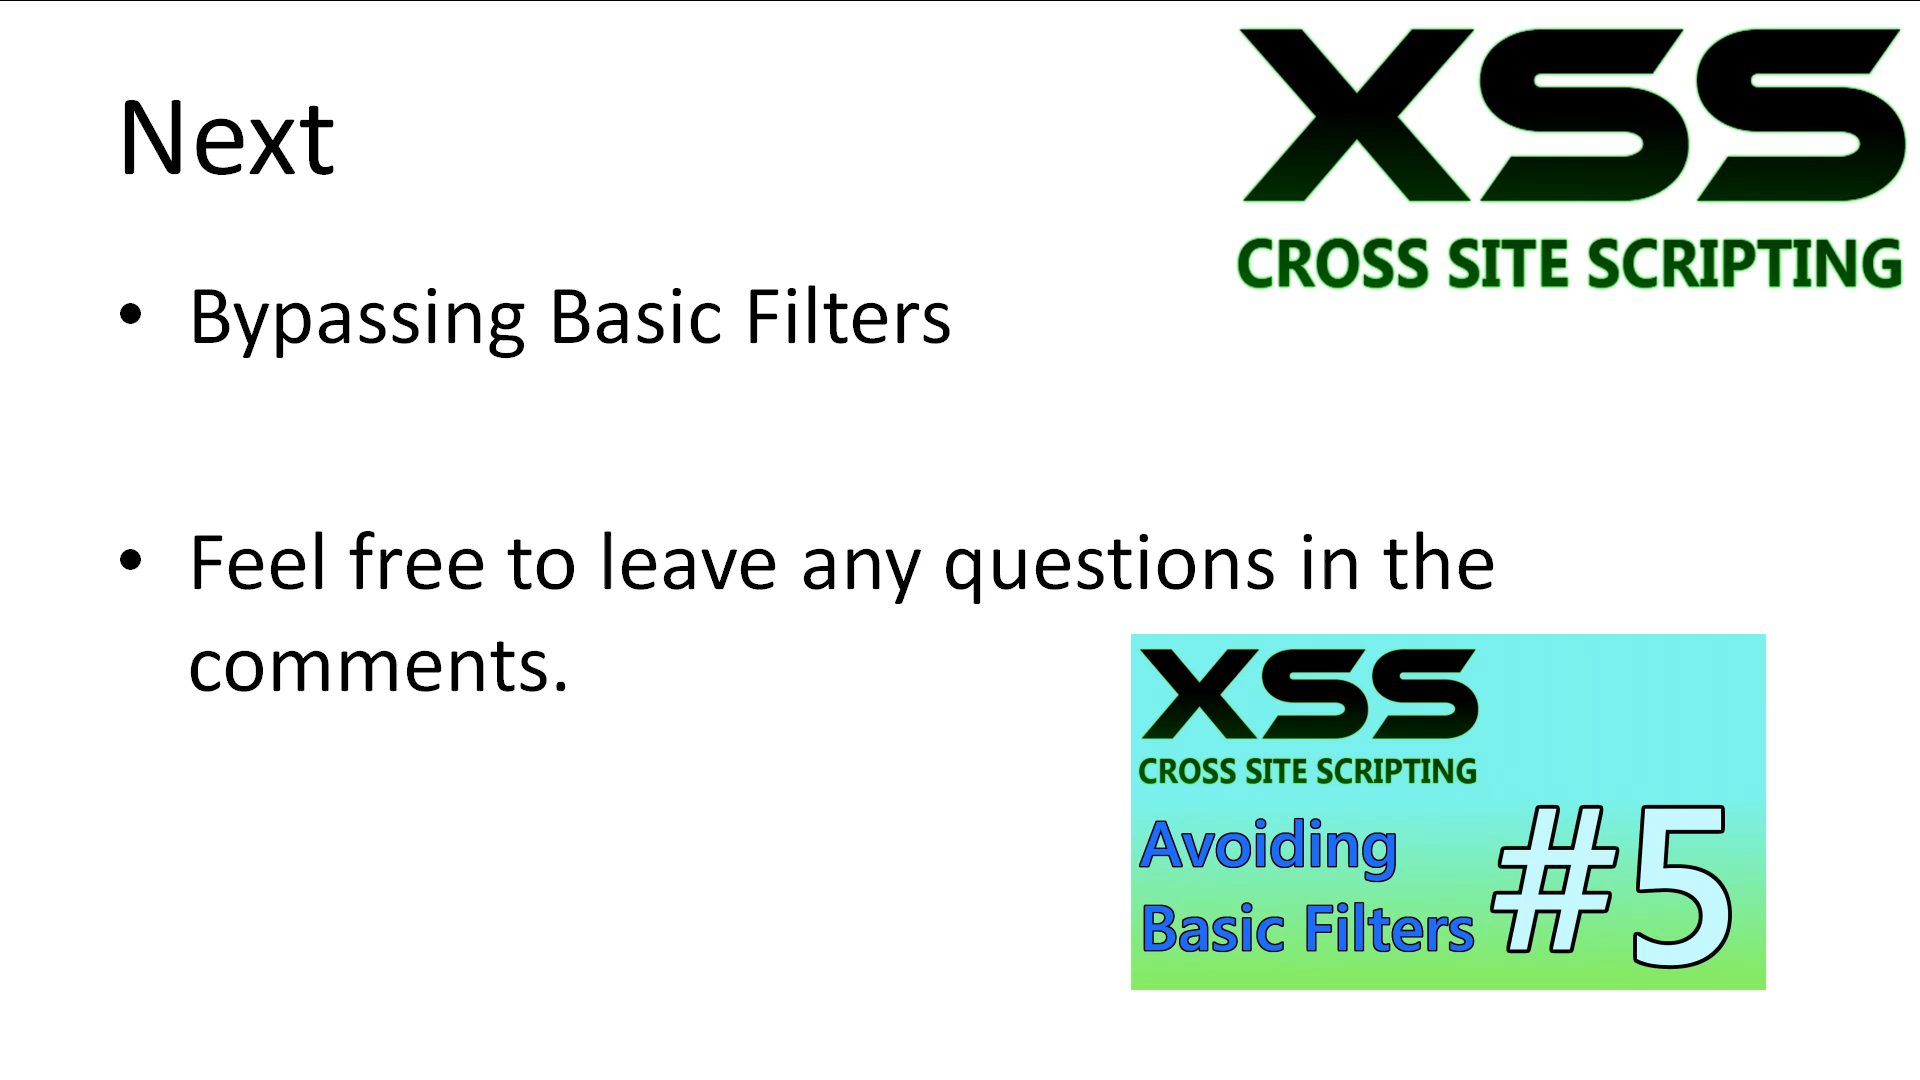 XSS
CROSS SITE SCRIPTING
Next
• Bypassing Basic Filters
• Feel free to leave any questions in the
comments.
XSS
CROSS SITE SCRIPTING
Avoiding
Basic Filters
#5